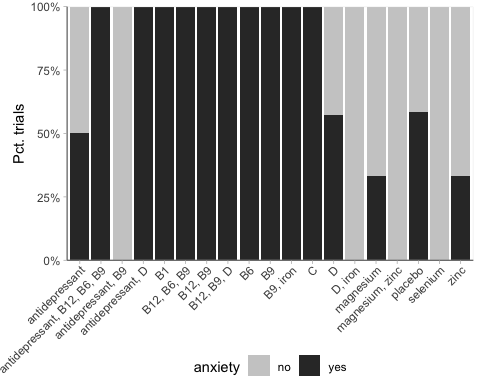 100%
75%
50%
25%
0%
Pct. trials
antidepressant
antidepressant, B12, B6, B9
antidepressant, B9
antidepressant, D
B1
B12, B6, B9
B12, B9
B12, B9, D
B6
B9
B9, iron
C
D
D, iron
magnesium
magnesium, zinc
placebo
selenium
zinc
anxiety no yes